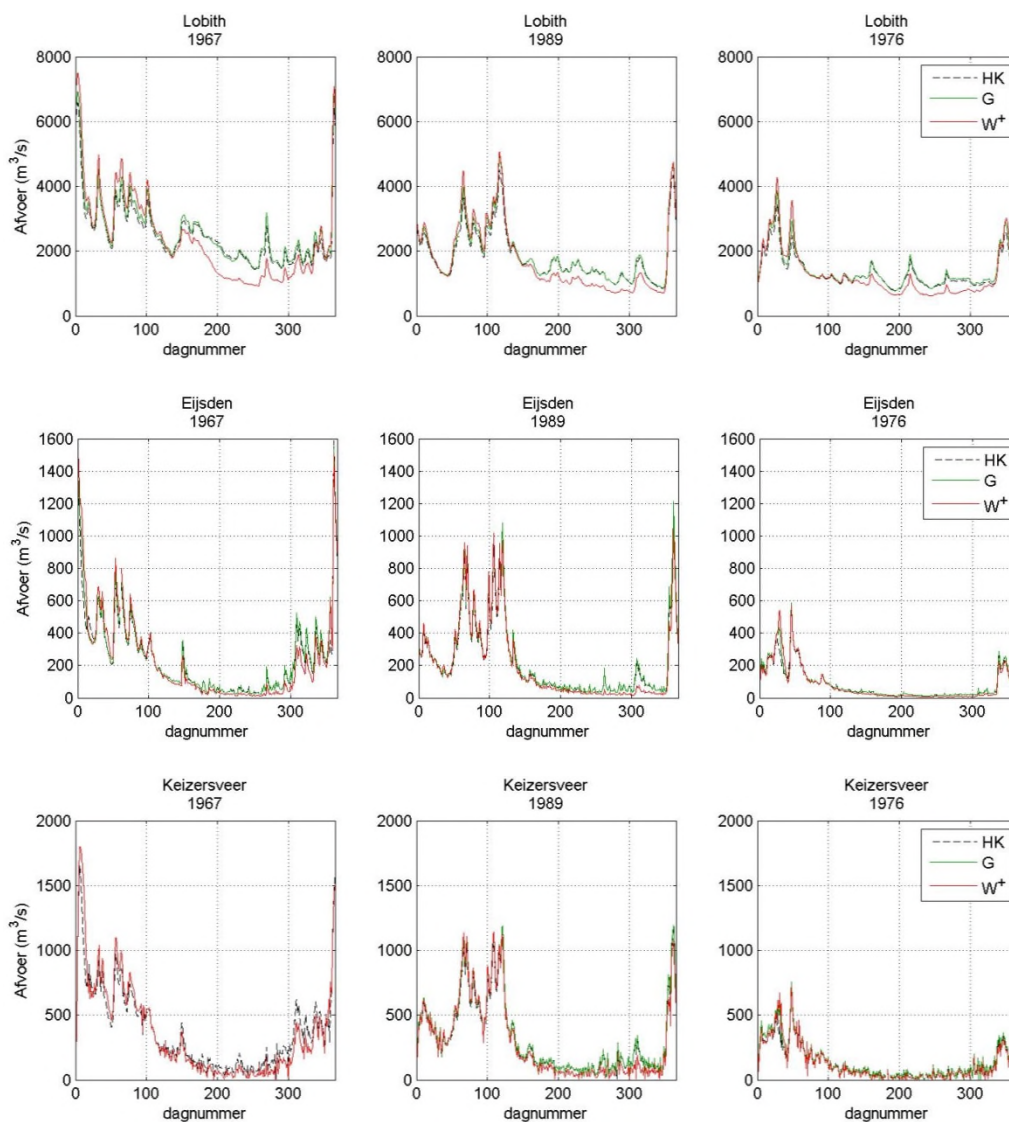 Lobith
1967
Lobith
1989
Lobith
1976
8000
6000
4000
2000
0
Afvoer (m³/s)
0 100 200 300
dagnummer
8000
6000
4000
2000
0
0 100 200 300
dagnummer
8000
6000
4000
2000
0
0 100 200 300
dagnummer
HK
G
W⁺
Eijsden
1967
Eijsden
1989
Eijsden
1976
1600
1400
1200
1000
800
600
400
200
0
Afvoer (m³/s)
0 100 200 300
dagnummer
1600
1400
1200
1000
800
600
400
200
0
0 100 200 300
dagnummer
1600
1400
1200
1000
800
600
400
200
0
0 100 200 300
dagnummer
HK
G
W⁺
Keizersveer
1967
Keizersveer
1989
Keizersveer
1976
2000
1500
1000
500
0
Afvoer (m³/s)
0 100 200 300
dagnummer
2000
1500
1000
500
0
0 100 200 300
dagnummer
2000
1500
1000
500
0
0 100 200 300
dagnummer
HK
G
W⁺